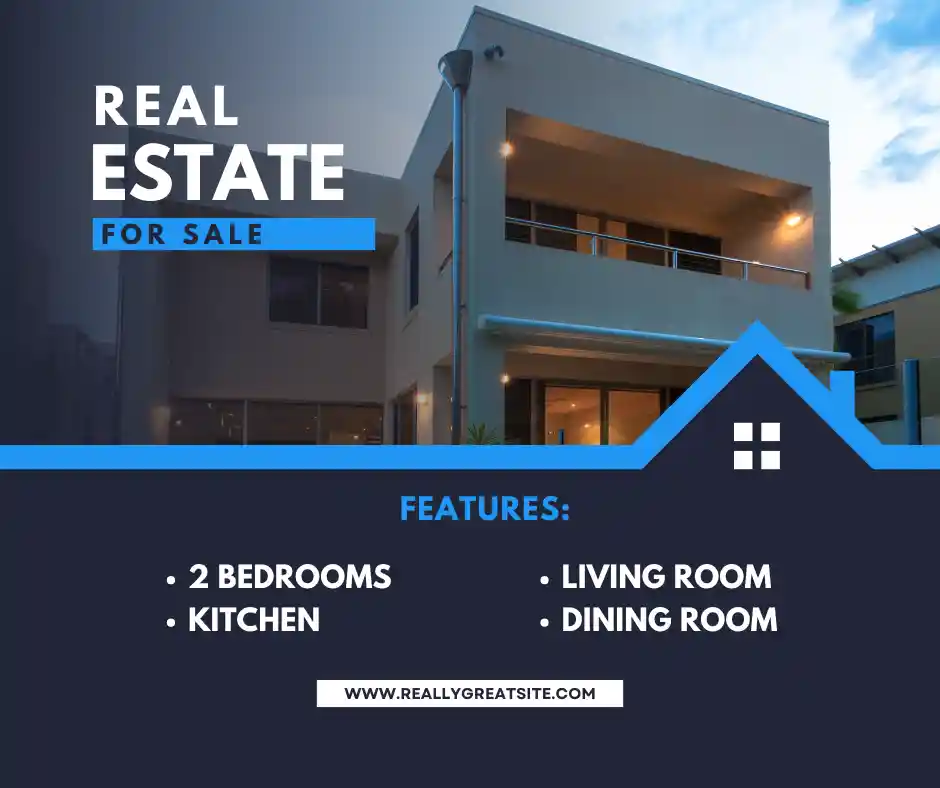 REAL
ESTATE
FOR SALE
FEATURES:
• 2 BEDROOMS
• KITCHEN
• LIVING ROOM
• DINING ROOM
WWW.REALLYGREATSITE.COM